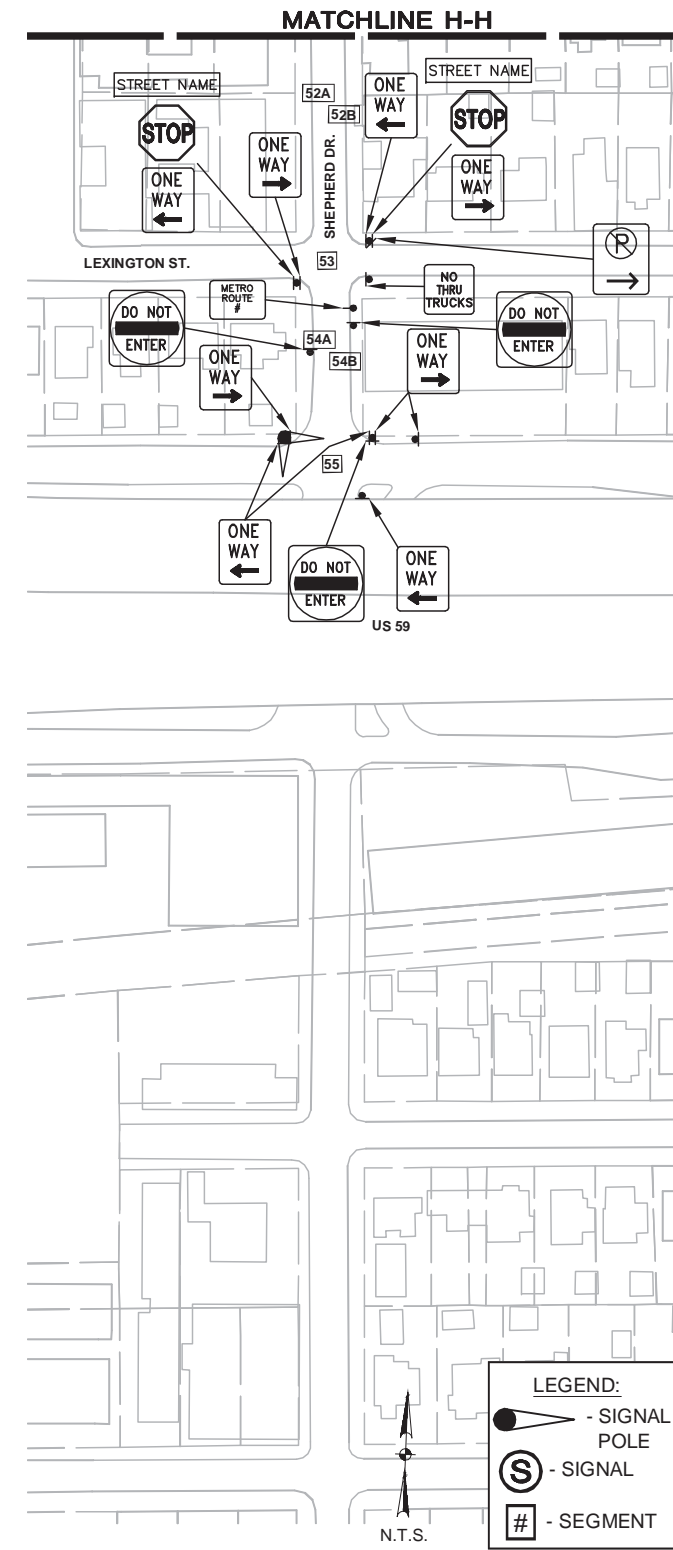 MATCHLINE H-H
STREET NAME
STOP
ONE
WAY
ONE
WAY
52A
52B
SHEPHERD DR.
ONE
WAY
STREET NAME
STOP
ONE
WAY
P
LEXINGTON ST.
53
METRO
ROUTE
#
NO
THRU
TRUCKS
DO NOT
ENTER
54A
54B
DO NOT
ENTER
ONE
WAY
ONE
WAY
55
ONE
WAY
DO NOT
ENTER
ONE
WAY
US 59
LEGEND:
- SIGNAL
POLE
S - SIGNAL
# - SEGMENT
N.T.S.